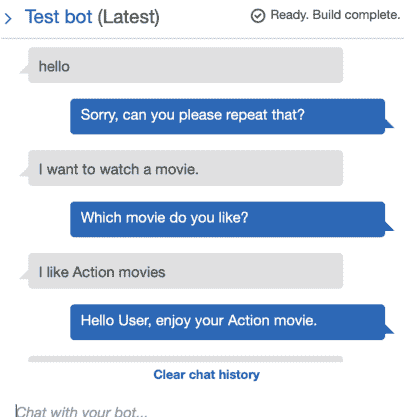 Test bot (Latest)
Ready. Build complete.
hello
Sorry, can you please repeat that?
I want to watch a movie.
Which movie do you like?
I like Action movies
Hello User, enjoy your Action movie.
Clear chat history
Chat with your bot...